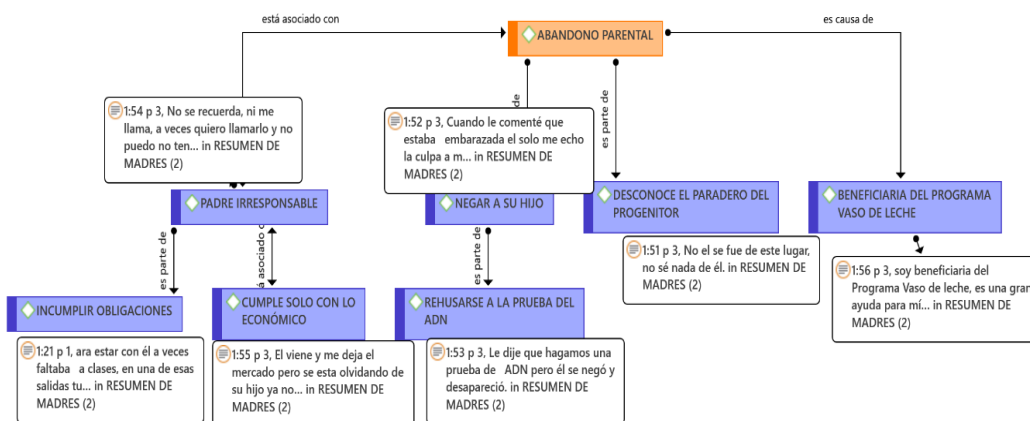 está asociado con
es causa de
ABANDONO PARENTAL
1:54 p 3, No se recuerda, ni me
llama, a veces quiero llamarlo y no
puedo no ten... in RESUMEN DE
MADRES (2)
1:52 p 3, Cuando le comenté que
estaba embarazada el solo me echo
la culpa a m... in RESUMEN DE
MADRES (2)
de
es parte de
PADRE IRRESPONSABLE
NEGAR A SU HIJO
DESCONOCE EL PARADERO DEL
PROGENITOR
BENEFICIARIA DEL PROGRAMA
VASO DE LECHE
es parte de
á asociado c
es parte de
1:51 p 3, No el se fue de este lugar,
no sé nada de él. in RESUMEN DE
MADRES (2)
1:56 p 3, soy beneficiaria del
Programa Vaso de leche, es una gran
ayuda para mí... in RESUMEN DE
MADRES (2)
INCUMPLIR OBLIGACIONES
CUMPLE SOLO CON LO
ECONÓMICO
REHUSARSE A LA PRUEBA DEL
ADN
1:21 p 1, ara estar con él a veces
faltaba a clases, en una de esas
salidas tu... in RESUMEN DE
MADRES (2)
1:55 p 3, El viene y me deja el
mercado pero se esta olvidando de
su hijo ya no... in RESUMEN DE
MADRES (2)
1:53 p 3, Le dije que hagamos una
prueba de ADN pero él se negó y
desapareció. in RESUMEN DE
MADRES (2)